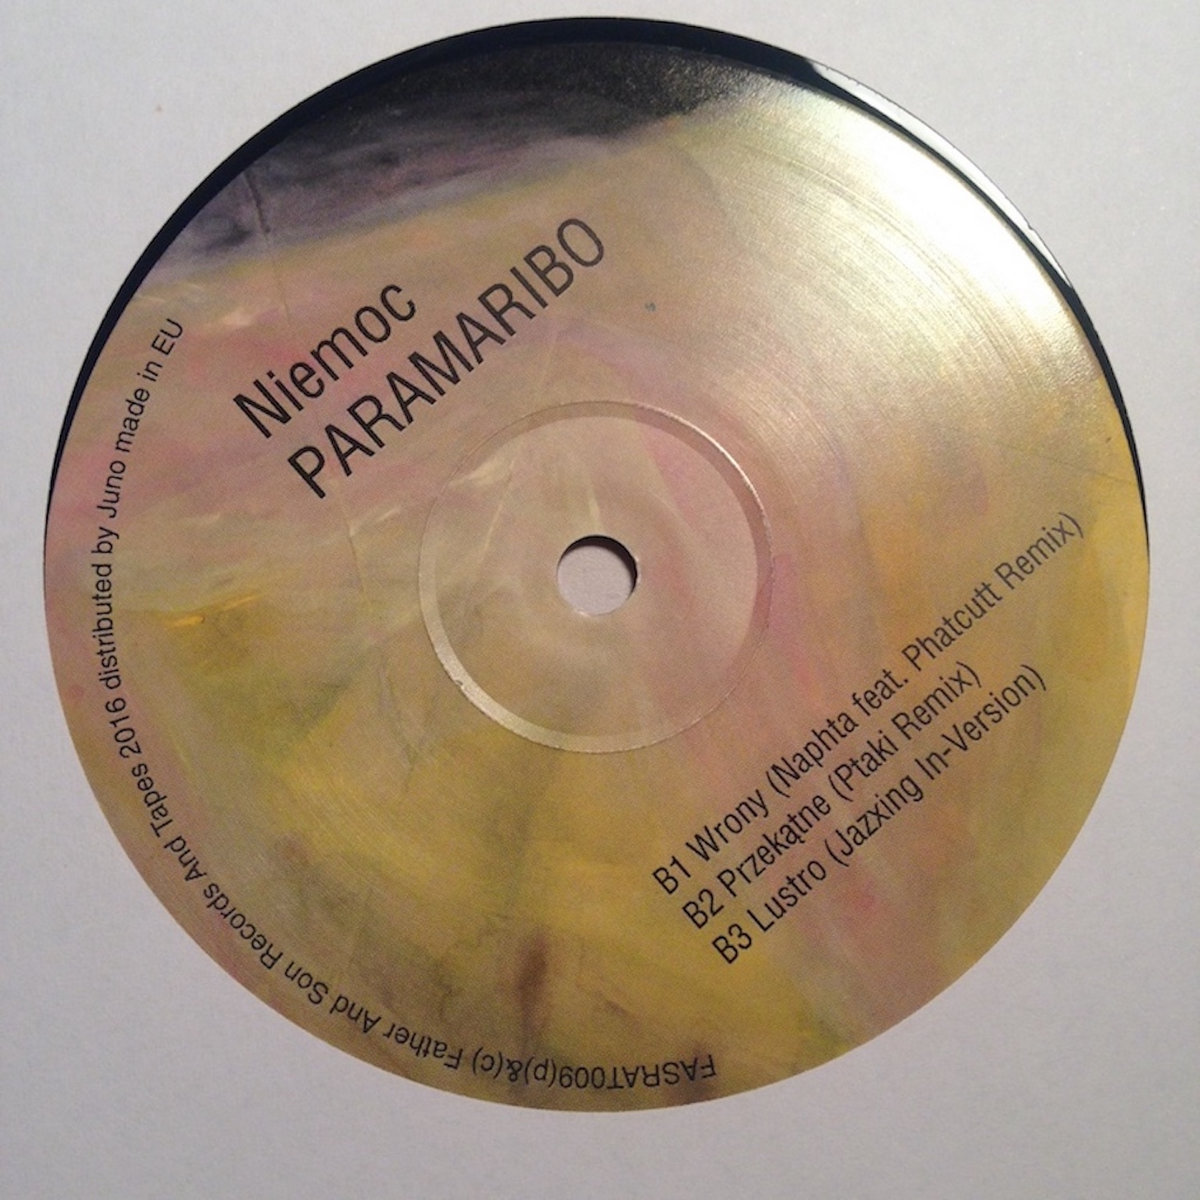 Niemoc
PARAMARIBO
B1 Wrony (Naphta feat. Phatcutt Remix)
B2 Przekątne (Ptaki Remix)
B3 Lustro (Jazxing In-Version)
FASRAT009(p)&(c) Father And Son Records And Tapes 2016 distributed by Juno made in EU